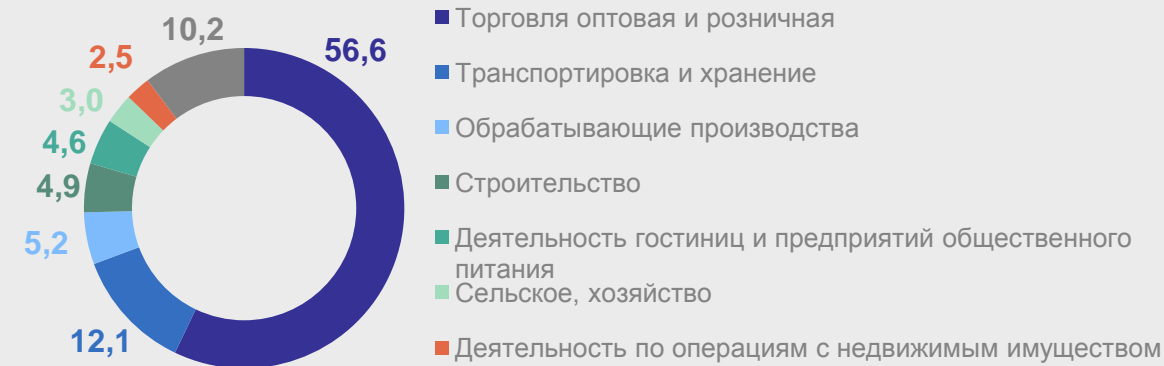 10,2
56,6
2,5
3,0
4,6
4,9
5,2
12,1
Торговля оптовая и розничная
Транспортировка и хранение
Обрабатывающие производства
Строительство
Деятельность гостиниц и предприятий общественного
питания
Сельское, хозяйство
Деятельность по операциям с недвижимым имуществом